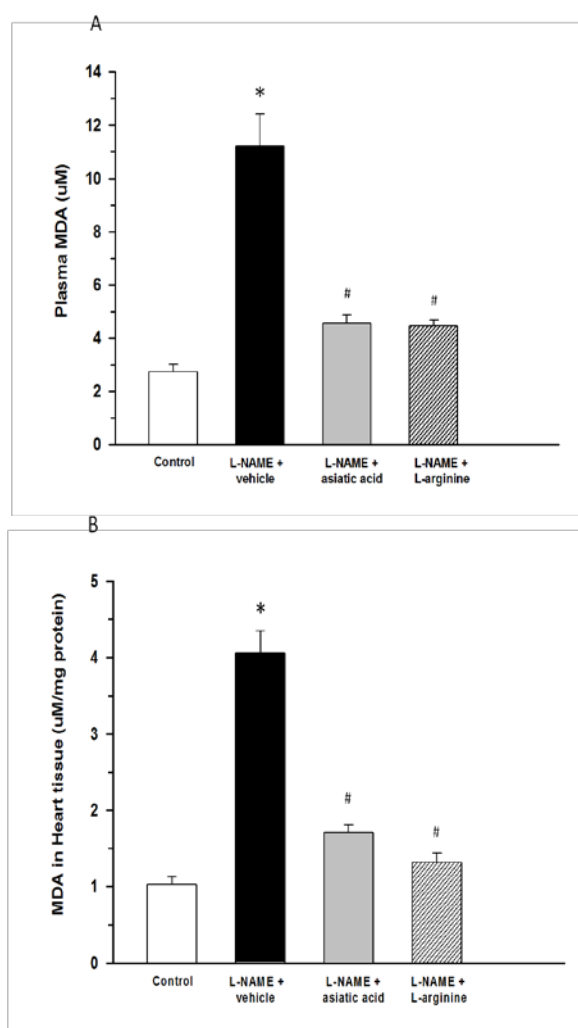 A
Plasma MDA (uM)
14
12
10
8
6
4
2
0
*
#
#
Control
L-NAME +
vehicle
L-NAME +
asiatic acid
L-NAME +
L-arginine
B
MDA in Heart tissue (uM/mg protein)
5
4
3
2
1
0
*
#
#
Control
L-NAME +
vehicle
L-NAME +
asiatic acid
L-NAME +
L-arginine